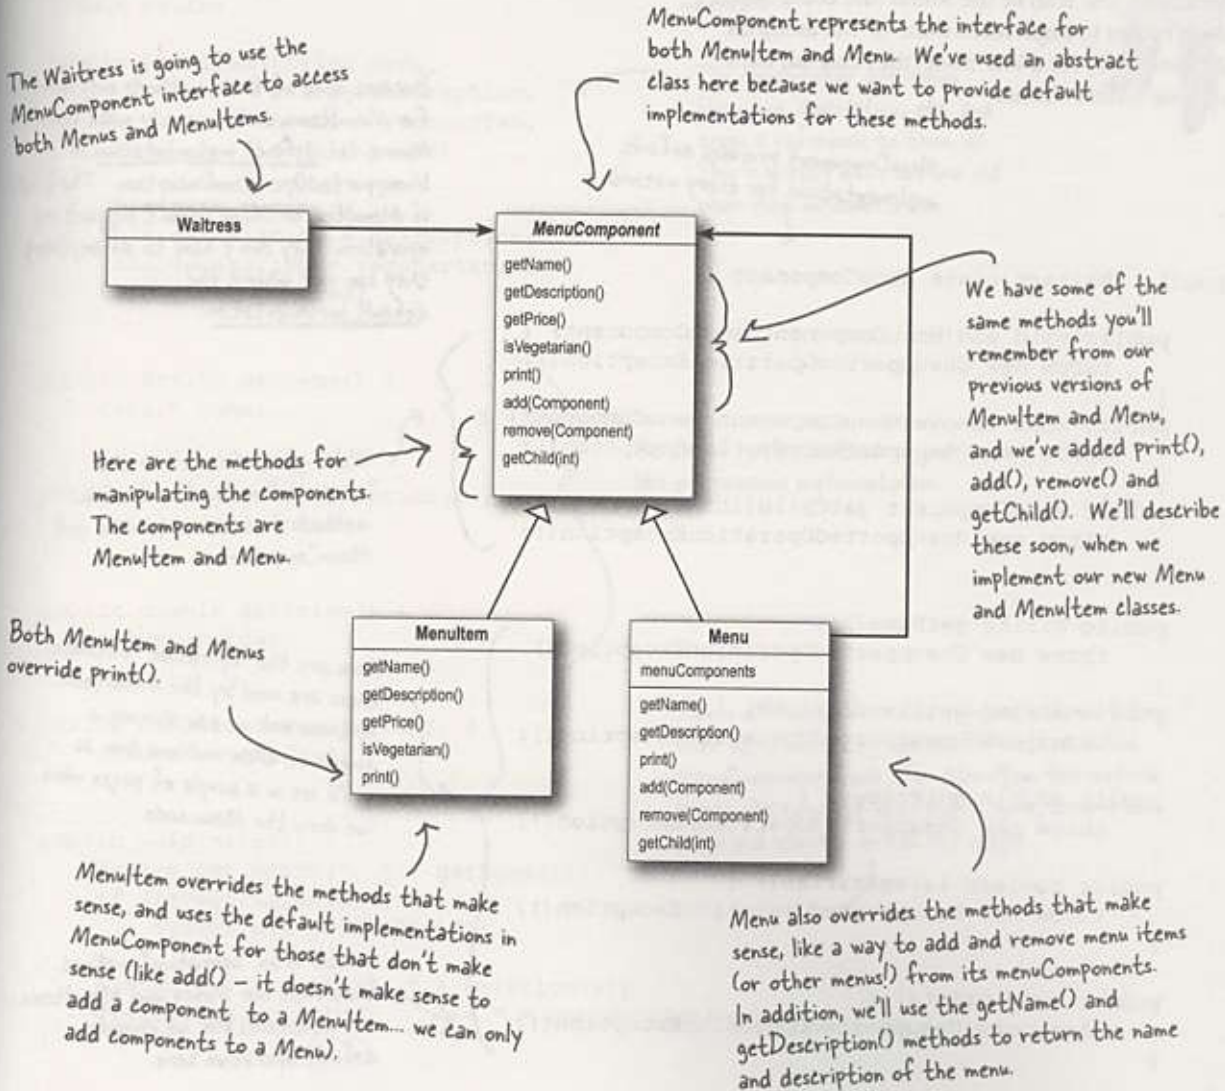 The Waitress is going to use the
MenuComponent interface to access
both Menus and MenuItems.
MenuComponent represents the interface for
both MenuItem and Menu. We've used an abstract
class here because we want to provide default
implementations for these methods.
Waitress
MenuComponent
getName()
getDescription()
getPrice()
isVegetarian()
print()
add(Component)
remove(Component)
getChild(int)
We have some of the
same methods you'll
remember from our
previous versions of
MenuItem and Menu,
and we've added print(),
add(), remove() and
getChild(). We'll describe
these soon, when we
implement our new Menu
and MenuItem classes.
Here are the methods for
manipulating the components.
The components are
MenuItem and Menu.
Both MenuItem and Menus
override print().
MenuItem
getName()
getDescription()
getPrice()
isVegetarian()
print()
Menu
menuComponents
getName()
getDescription()
print()
add(Component)
remove(Component)
getChild(int)
MenuItem overrides the methods that make
sense, and uses the default implementations in
MenuComponent for those that don't make
sense (like add() – it doesn't make sense to
add a component to a MenuItem... we can only
add components to a Menu).
Menu also overrides the methods that make
sense, like a way to add and remove menu items
(or other menus!) from its menuComponents.
In addition, we'll use the getName() and
getDescription() methods to return the name
and description of the menu.